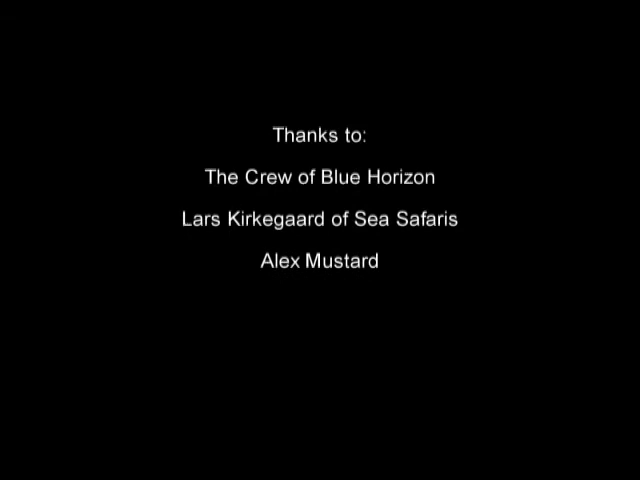 Thanks to:
The Crew of Blue Horizon
Lars Kirkegaard of Sea Safaris
Alex Mustard